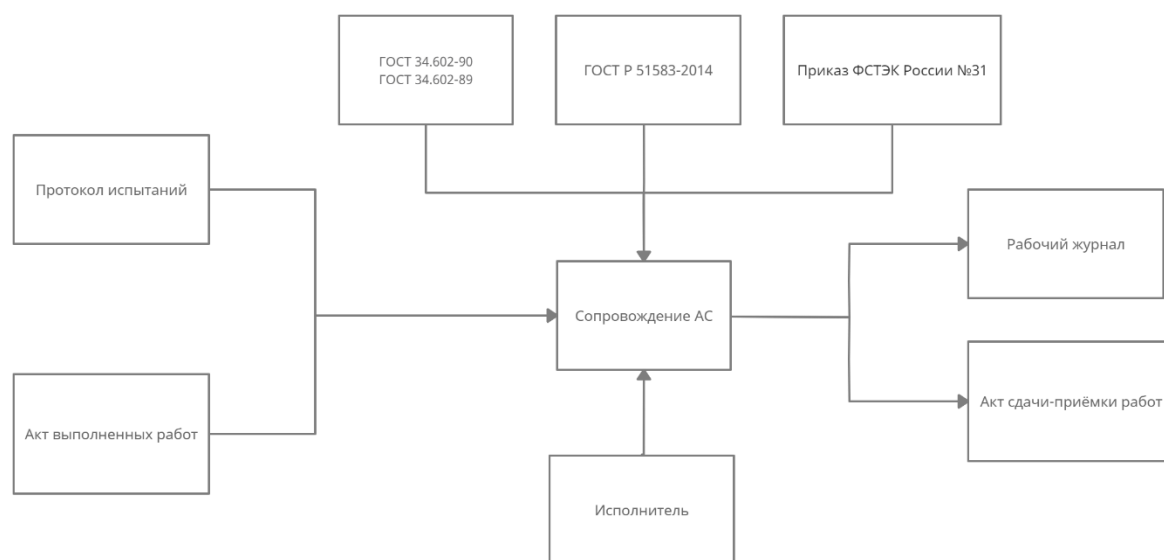 ГОСТ 34.602-90
ГОСТ 34.602-89
ГОСТ Р 51583-2014
Приказ ФСТЭК России №31
Протокол испытаний
Рабочий журнал
Сопровождение АС
Акт сдачи-приёмки работ
Акт выполненных работ
Исполнитель